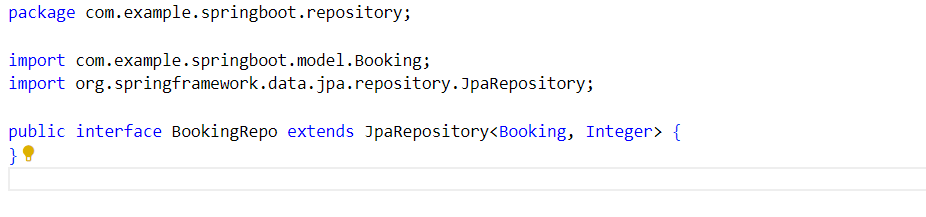 package com.example.springboot.repository;
import com.example.springboot.model.Booking;
import org.springframework.data.jpa.repository.JpaRepository;
public interface BookingRepo extends JpaRepository<Booking, Integer> {
}